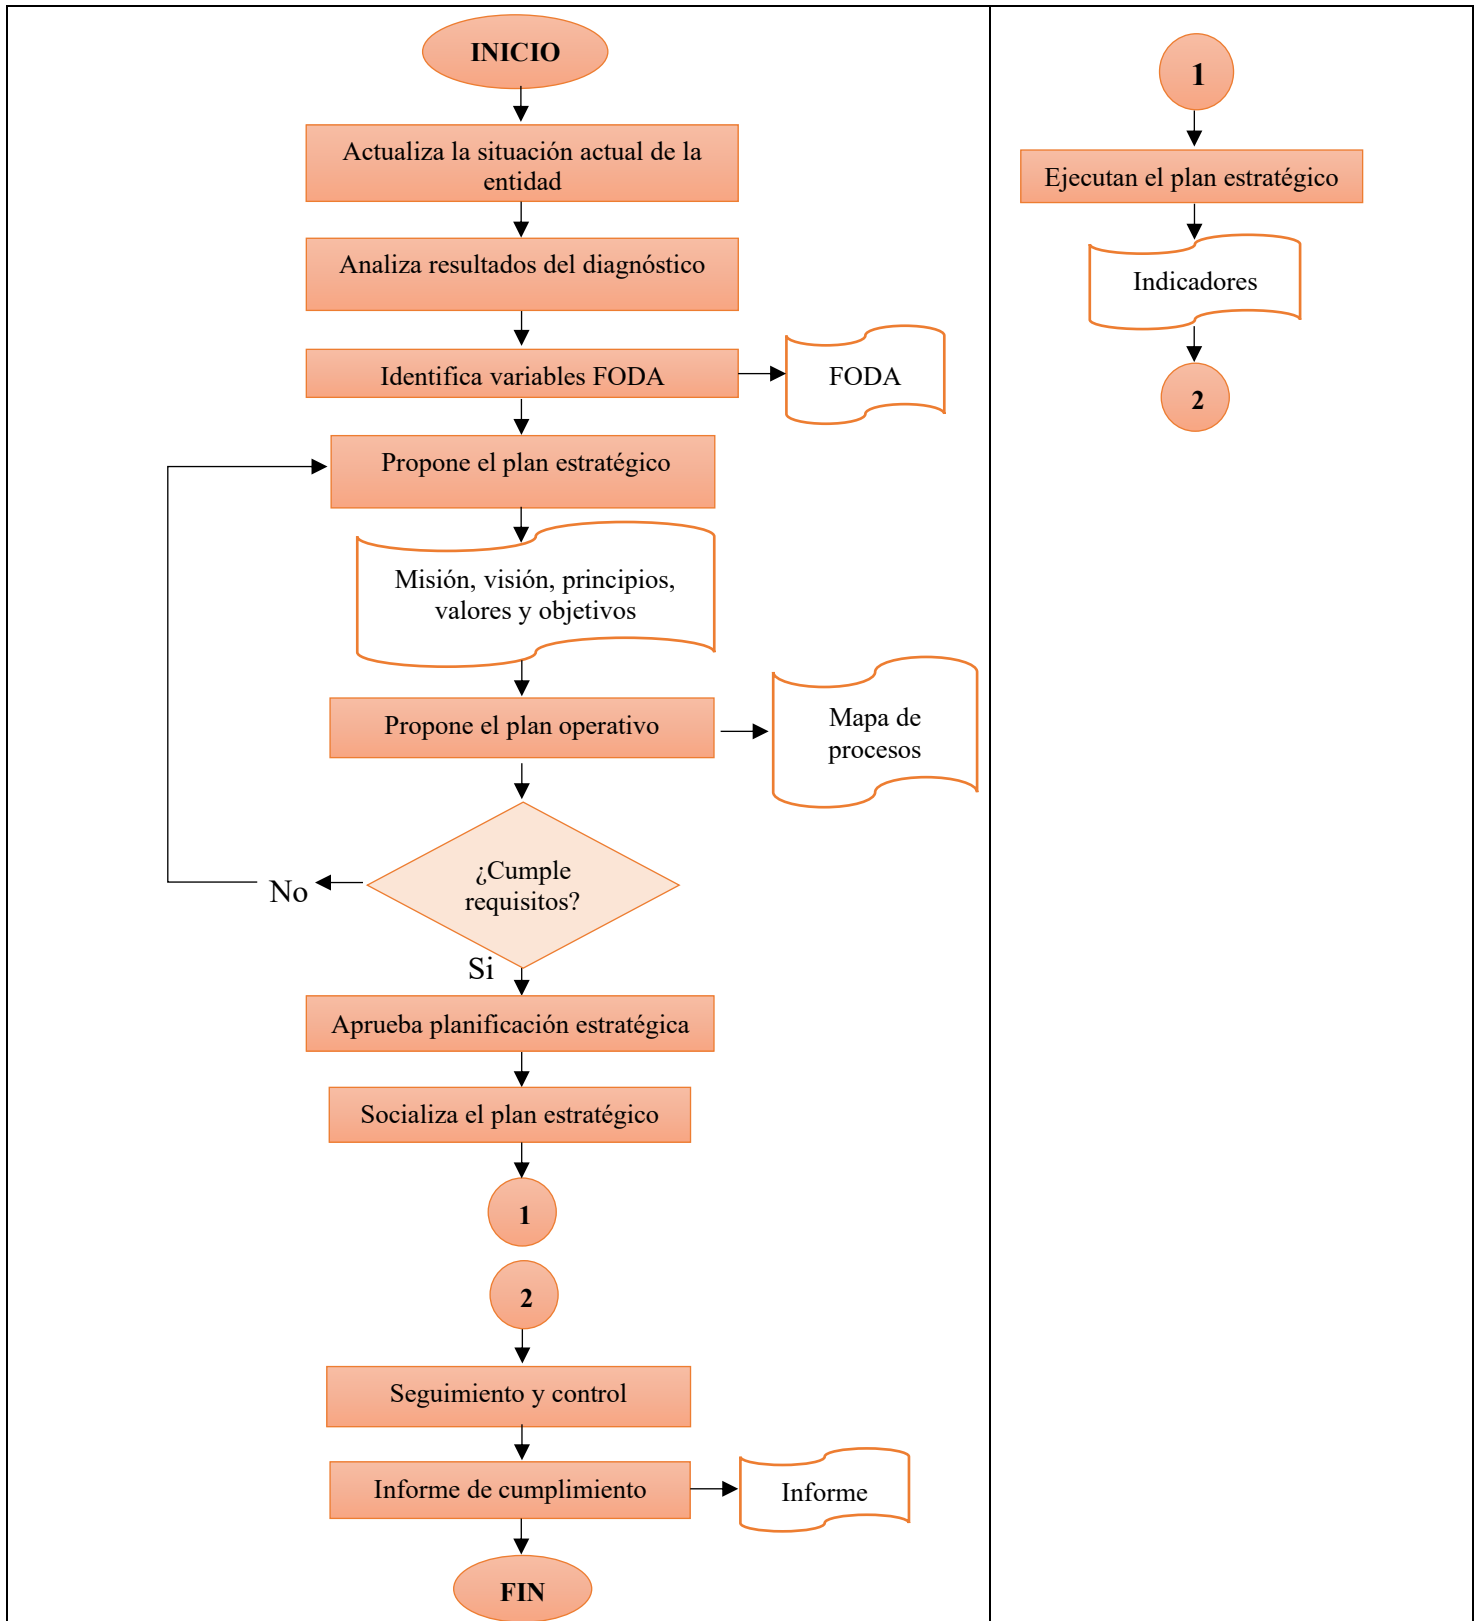 INICIO
Actualiza la situación actual de la
entidad
Analiza resultados del diagnóstico
Identifica variables FODA
FODA
Propone el plan estratégico
Misión, visión, principios,
valores y objetivos
Propone el plan operativo
Mapa de
procesos
¿Cumple
requisitos?
No
Si
Aprueba planificación estratégica
Socializa el plan estratégico
1
2
Seguimiento y control
Informe de cumplimiento
Informe
FIN
1
Ejecutan el plan estratégico
Indicadores
2